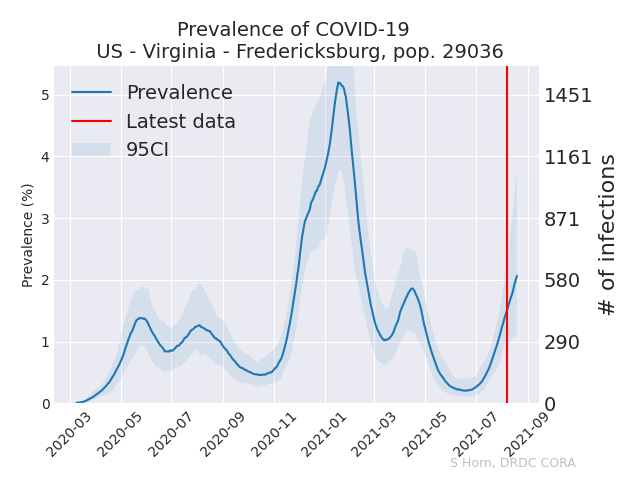 Prevalence of COVID-19
US - Virginia - Fredericksburg, pop. 29036
Prevalence
Latest data
95CI
Prevalence (%)
5
4
3
2
1
0
1451
1161
871
580
290
0
# of infections
2020-03
2020-05
2020-07
2020-09
2020-11
2021-01
2021-03
2021-05
2021-07
2021-09
S Horn, DRDC CORA